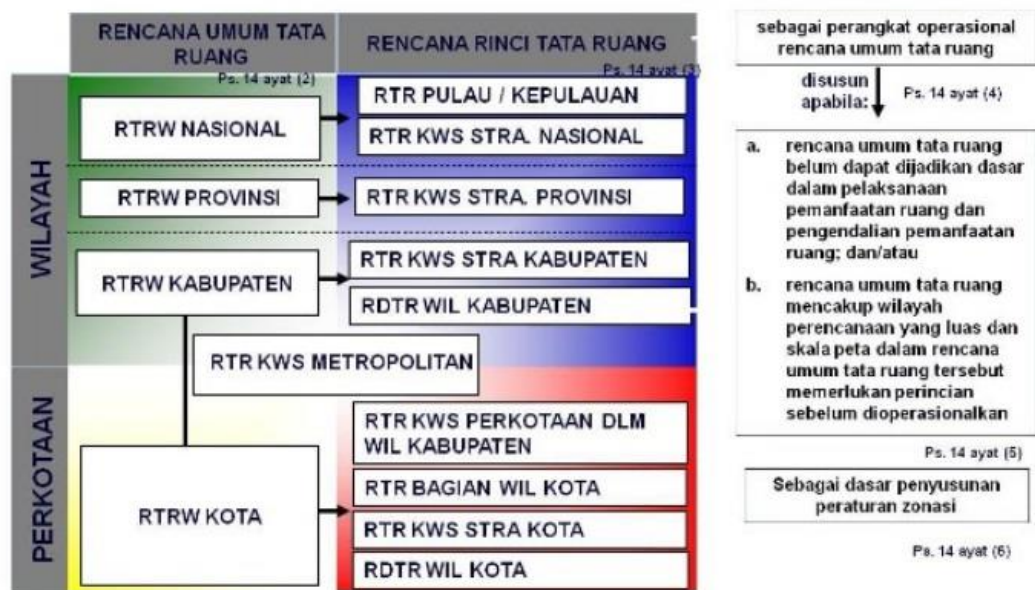 RENCANA UMUM TATA
RUANG
Ps. 14 ayat (2)
RENCANA RINCI TATA RUANG
Ps. 14 ayat (3)
WILAYAH
RTRW NASIONAL
RTR PULAU / KEPULAUAN
RTR KWS STRA. NASIONAL
RTRW PROVINSI
RTR KWS STRA. PROVINSI
RTRW KABUPATEN
RTR KWS STRA KABUPATEN
RDTR WIL KABUPATEN
RTR KWS METROPOLITAN
PERKOTAAN
RTRW KOTA
RTR KWS PERKOTAAN DLM
WIL KABUPATEN
RTR BAGIAN WIL KOTA
RTR KWS STRA KOTA
RDTR WIL KOTA
sebagai perangkat operasional
rencana umum tata ruang
disusun
apabila:
Ps. 14 ayat (4)
a. rencana umum tata ruang
belum dapat dijadikan dasar
dalam pelaksanaan
pemanfaatan ruang dan
pengendalian pemanfaatan
ruang; dan/atau
b. rencana umum tata ruang
mencakup wilayah
perencanaan yang luas dan
skala peta dalam rencana
umum tata ruang tersebut
memerlukan perincian
sebelum dioperasionalkan
Ps. 14 ayat (5)
Sebagai dasar penyusunan
peraturan zonasi
Ps. 14 ayat (6)